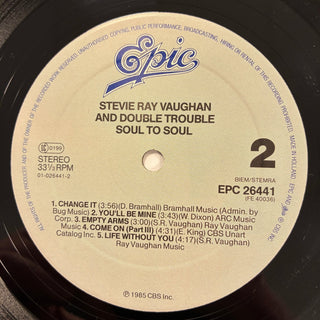 Epic
STEVIE RAY VAUGHAN
AND DOUBLE TROUBLE
SOUL TO SOUL
0199
STEREO
33⅓ RPM
01-026441-2
2
BIEM/STEMRA
EPC 26441
(FE 40036)
1. CHANGE IT (3:56)(D. Bramhall) Bramhall Music (Admin. by
Bug Music) 2. YOU'LL BE MINE (3:43)(W. Dixon) ARC Music
Corp. 3. EMPTY ARMS (3:00)(S.R. Vaughan) Ray Vaughan
Music 4. COME ON (Part III) (4:31)(E. King) CBS Unart
Catalog Inc. 5. LIFE WITHOUT YOU (4:17)(S.R. Vaughan)
Ray Vaughan Music
℗ 1985 CBS Inc.